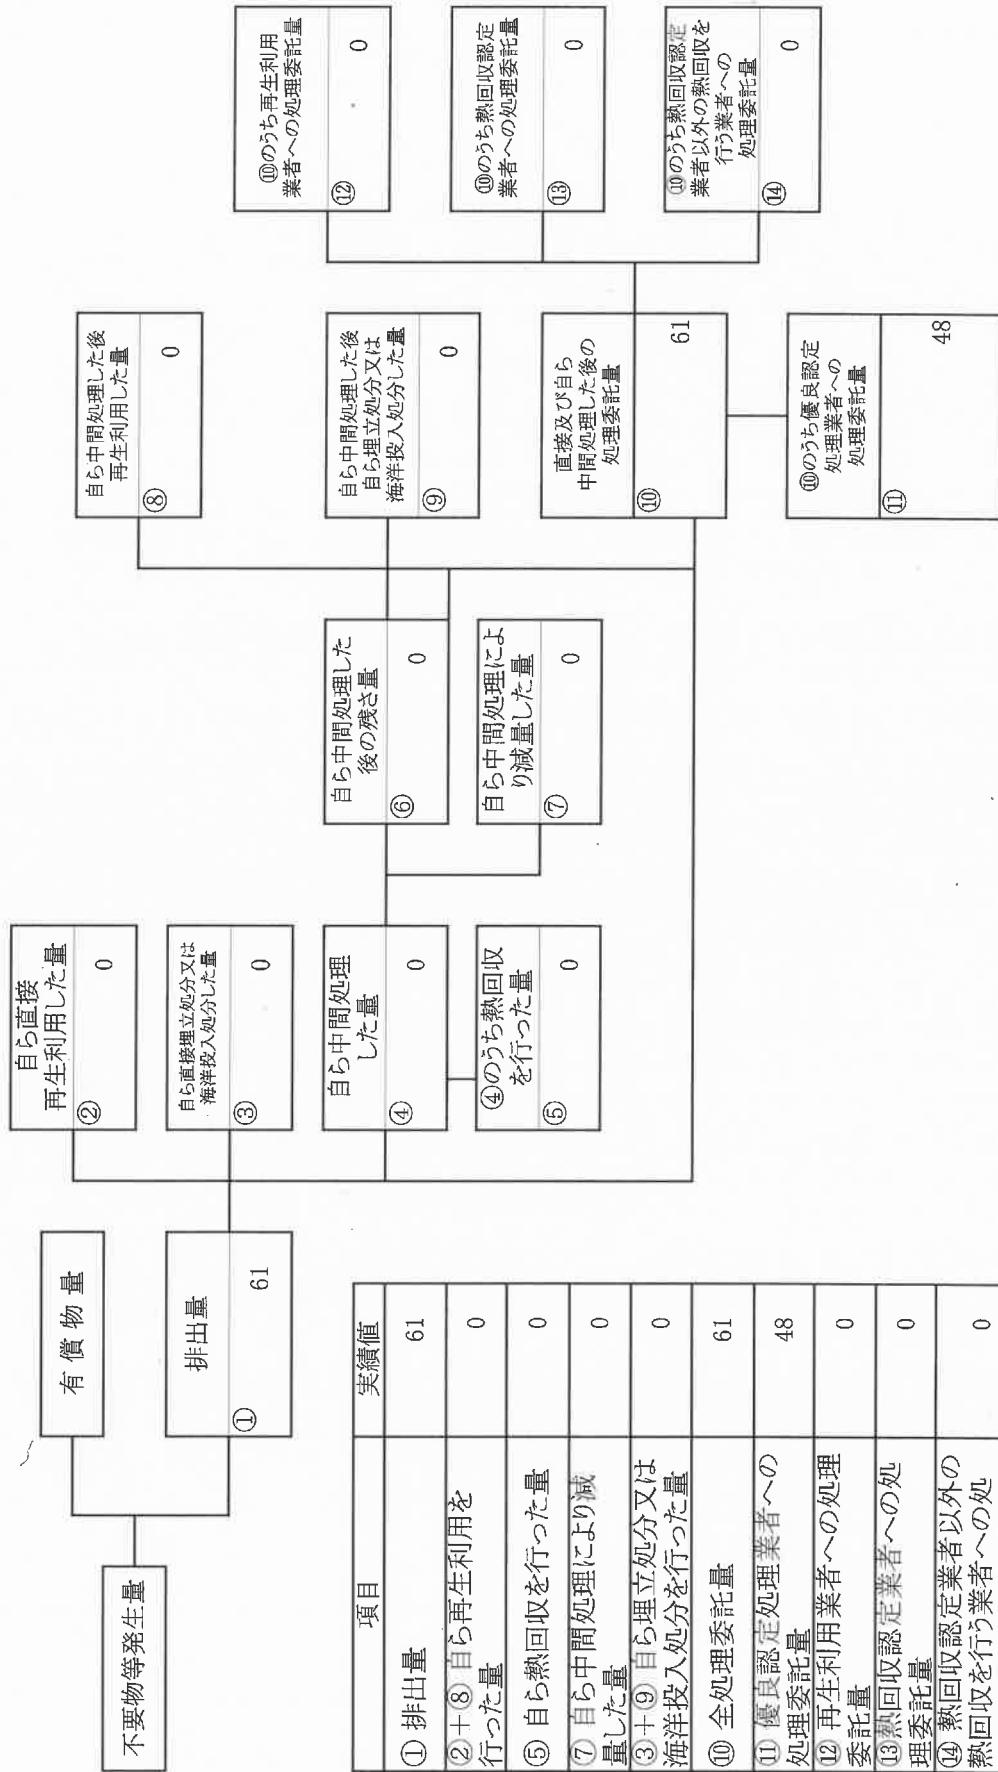 不要物等発生量
有償物量
排出量
① 61
自ら直接
再生利用した量
② 0
自ら直接埋立処分又は
海洋投入処分した量
③ 0
自ら中間処理
した量
④ 0
④のうち熱回収
を行った量
⑤ 0
自ら中間処理した
後の残さ量
⑥ 0
自ら中間処理によ
り減量した量
⑦ 0
自ら中間処理した後
再生利用した量
⑧ 0
自ら中間処理した後
自ら埋立処分又は
海洋投入処分した量
⑨ 0
直接及び自ら
中間処理した後の
処理委託量
⑩ 61
⑩のうち優良認定
処理業者への
処理委託量
⑪ 48
⑩のうち再生利用
業者への処理委託量
⑫ 0
⑩のうち熱回収認定
業者への処理委託量
⑬ 0
⑩のうち熱回収認定
業者以外の熱回収を
行う業者への
処理委託量
⑭ 0
項目 実績値
① 排出量 61
②+⑧ 自ら再生利用を
行った量 0
⑤ 自ら熱回収を行った量 0
⑦ 自ら中間処理により減
量した量 0
③+⑨ 自ら埋立処分又は
海洋投入処分を行った量 0
⑩ 全処理委託量 61
⑪ 優良認定処理業者への
処理委託量 48
⑫ 再生利用業者への処理
委託量 0
⑬熱回収認定業者への処
理委託量 0
⑭ 熱回収認定業者以外の
熱回収を行う業者への処 0